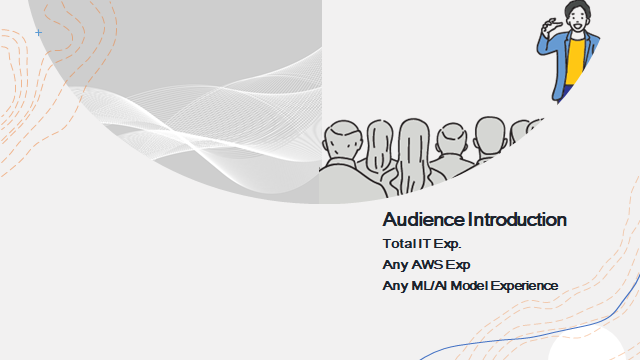 Audience Introduction
Total IT Exp.
Any AWS Exp
Any ML/AI Model Experience